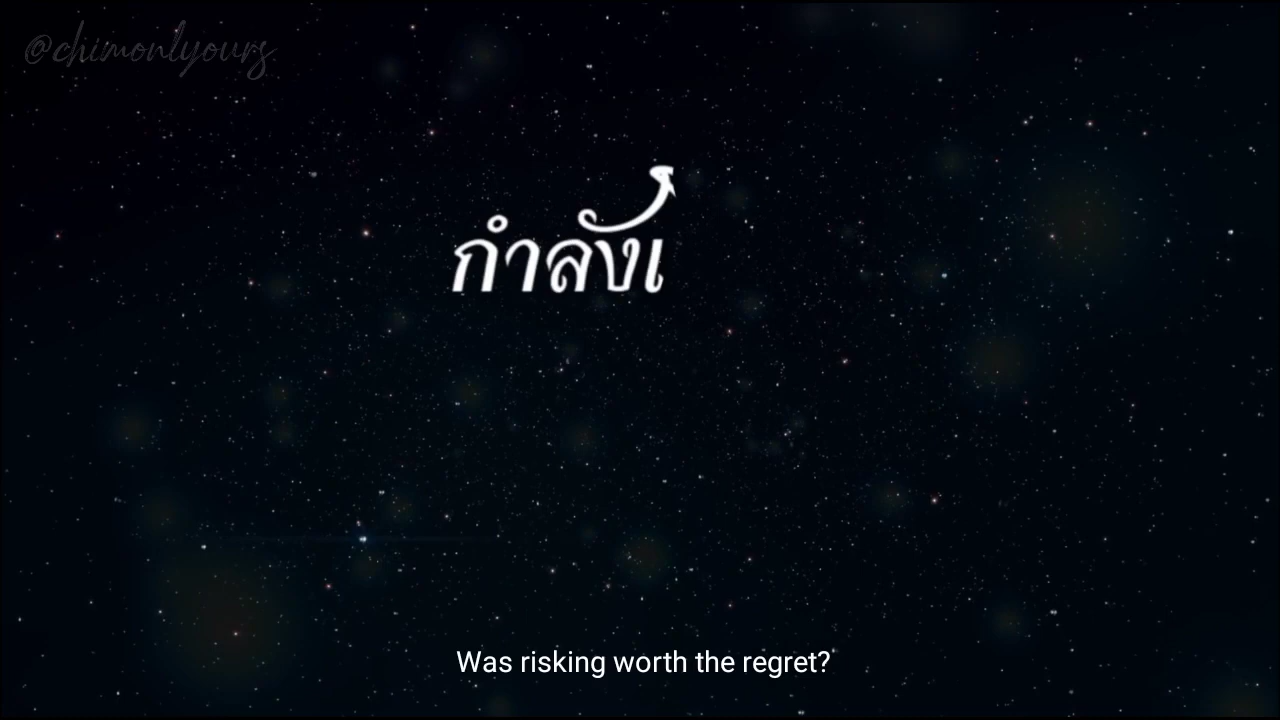 @chimonlyours
กำลังเ
Was risking worth the regret?